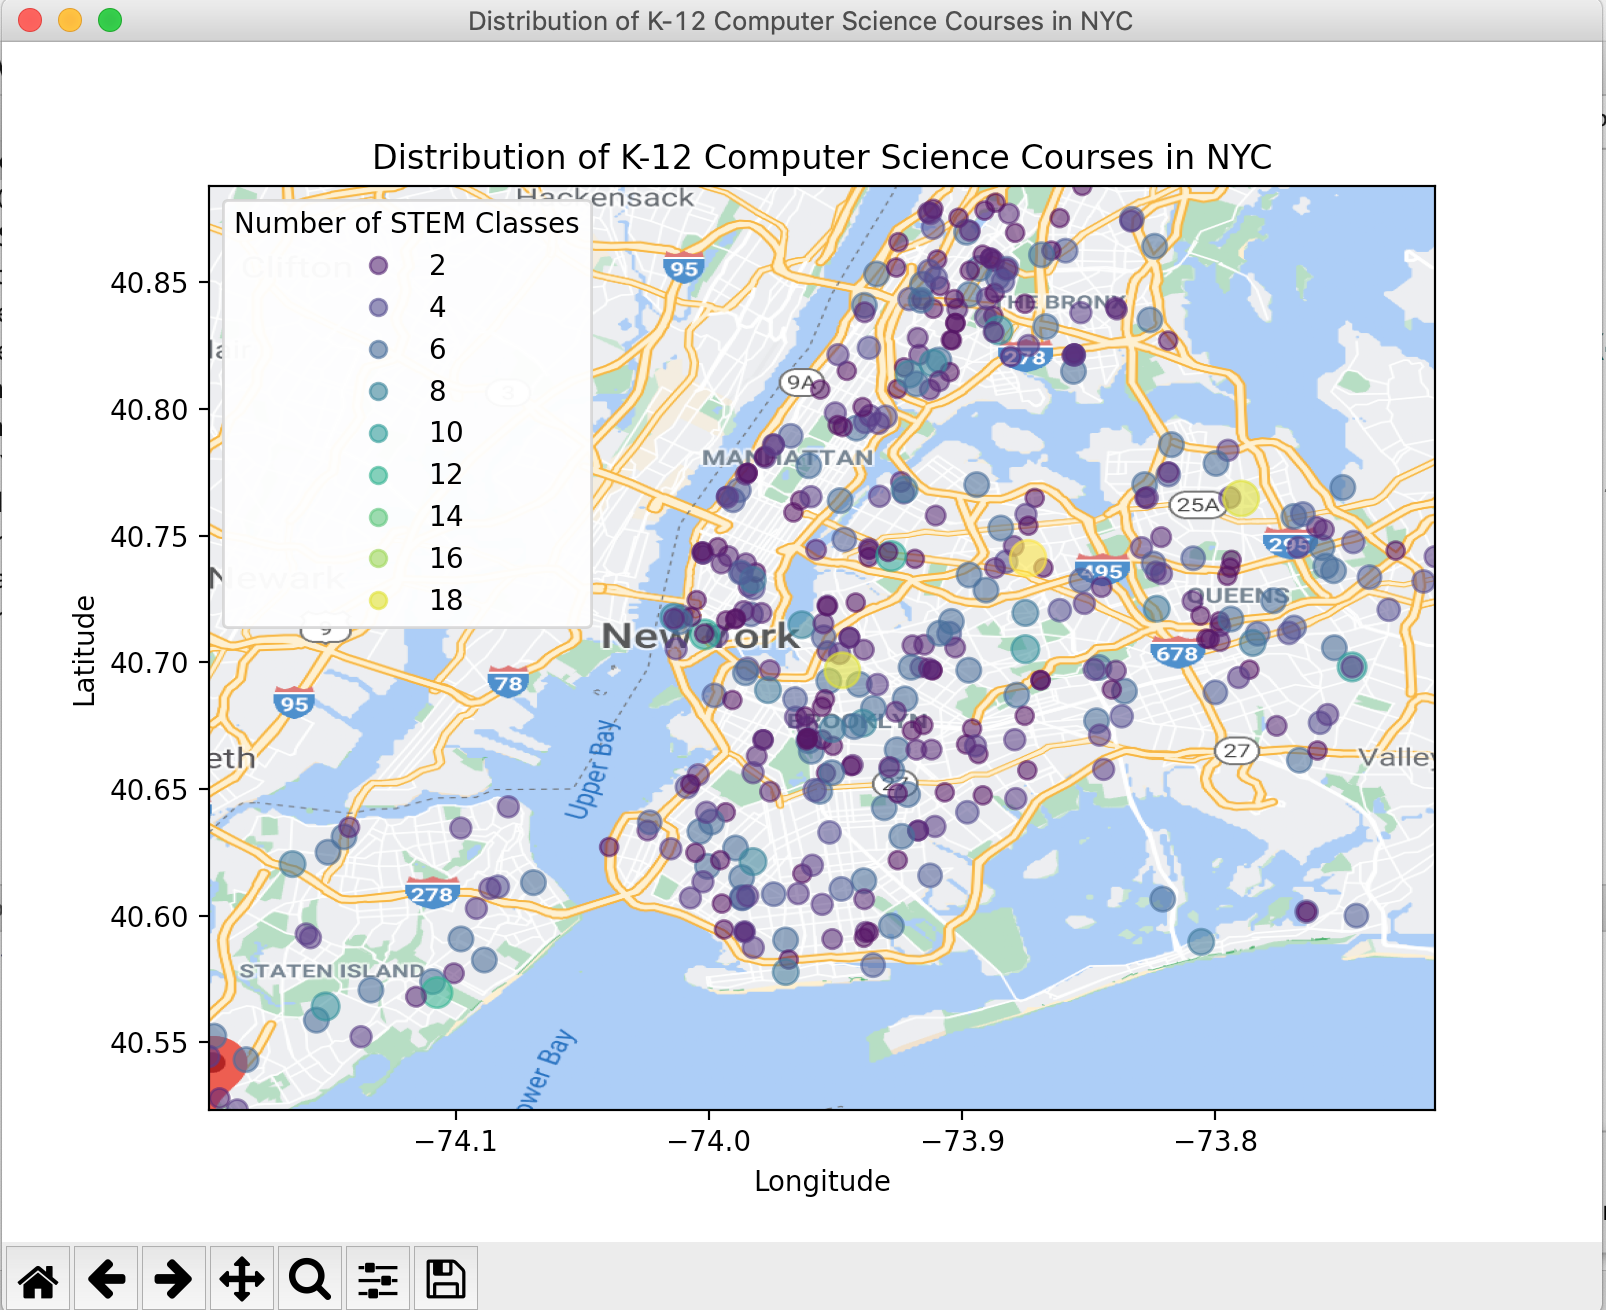 Distribution of K-12 Computer Science Courses in NYC
Distribution of K-12 Computer Science Courses in NYC
Hackensack
Number of STEM Classes
2
4
6
8
10
12
14
16
18
Clifton
3
Newark
9
95
40.85
40.80
40.75
40.70
40.65
40.60
40.55
Latitude
THE BRONX
278
9A
MANHATTAN
25A
295
495
QUEENS
New York
678
78
95
BROOKLYN
27
27
Valley
eth
Upper Bay
278
STATEN ISLAND
ower Bay
−74.1
−74.0
−73.9
−73.8
Longitude